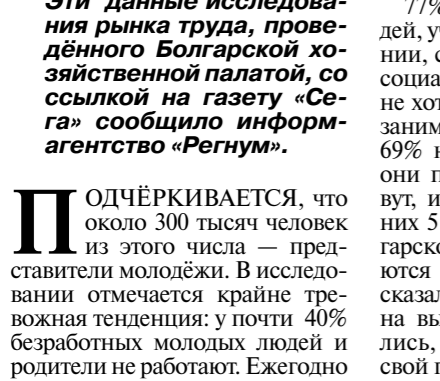 Эти данные исследова-
ния рынка труда, прове-
дённого Болгарской хо-
зяйственной палатой, со
ссылкой на газету «Се-
га» сообщило информ-
агентство «Регнум».
ПОДЧЁРКИВАЕТСЯ, что
около 300 тысяч человек
из этого числа — пред-
ставители молодёжи. В исследо-
вании отмечается крайне тре-
вожная тенденция: у почти 40%
безработных молодых людей и
родители не работают. Ежегодно
77%
дей, у
нии, с
социа
не хот
заним
69% н
они п
вут, и
них 5
гарско
ются
сказал
на вы
лись,
свой п